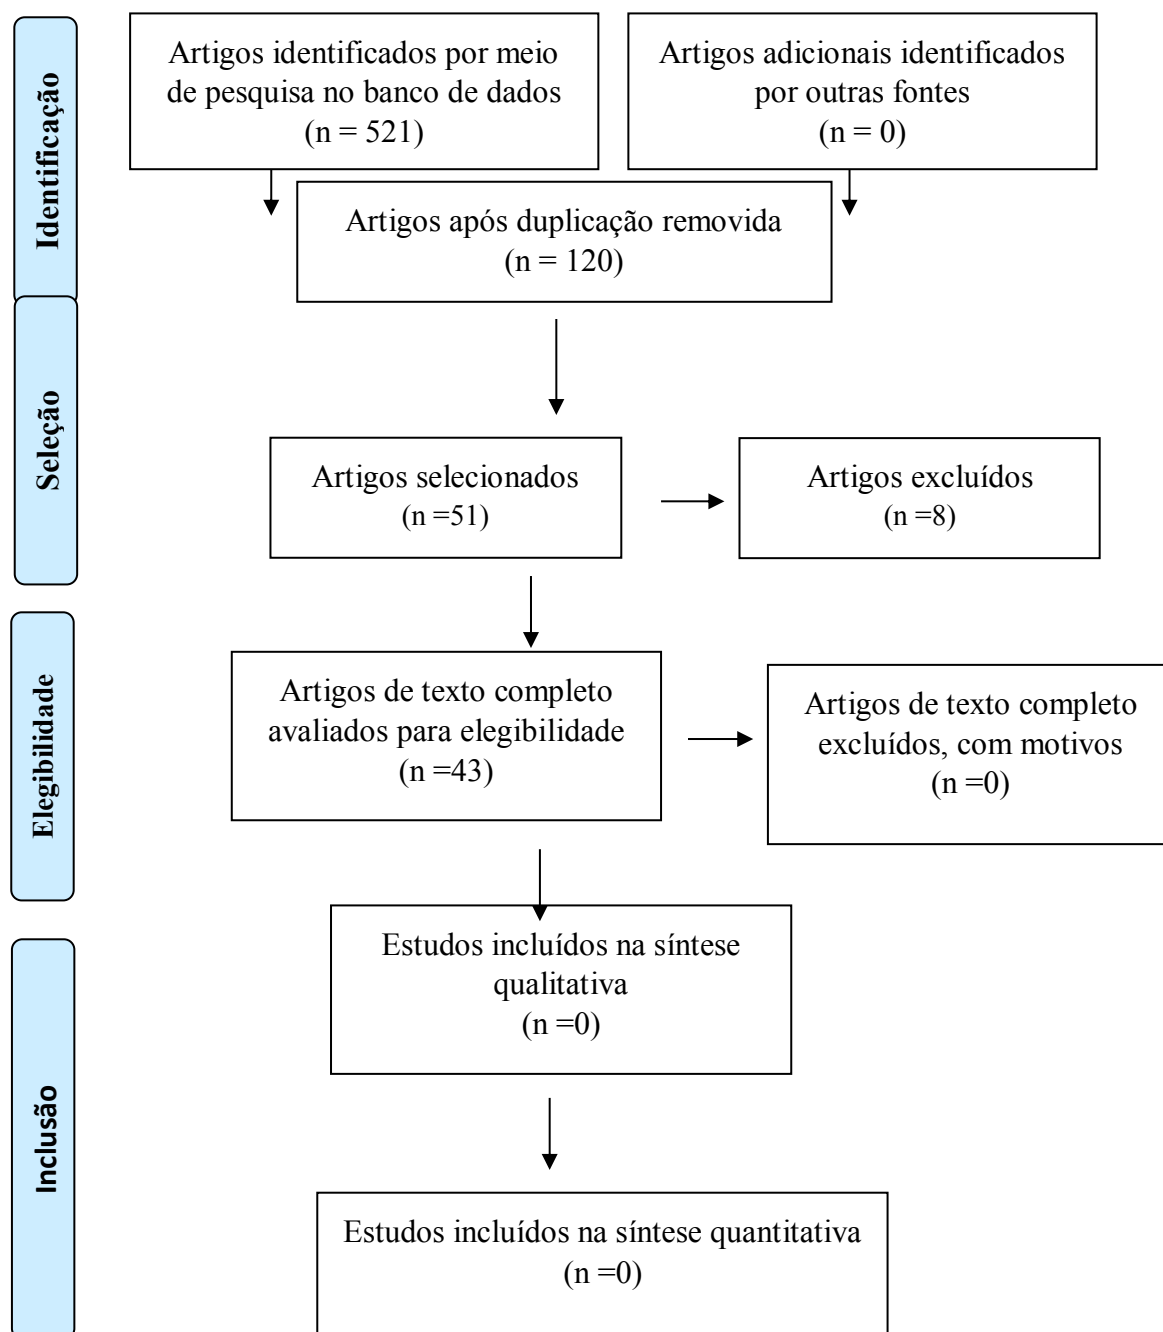 Identificação
Artigos identificados por meio
de pesquisa no banco de dados
(n = 521)
Artigos adicionais identificados
por outras fontes
(n = 0)
Artigos após duplicação removida
(n = 120)
Seleção
Artigos selecionados
(n =51)
Artigos excluídos
(n =8)
Elegibilidade
Artigos de texto completo
avaliados para elegibilidade
(n =43)
Artigos de texto completo
excluídos, com motivos
(n =0)
Inclusão
Estudos incluídos na síntese
qualitativa
(n =0)
Estudos incluídos na síntese quantitativa
(n =0)